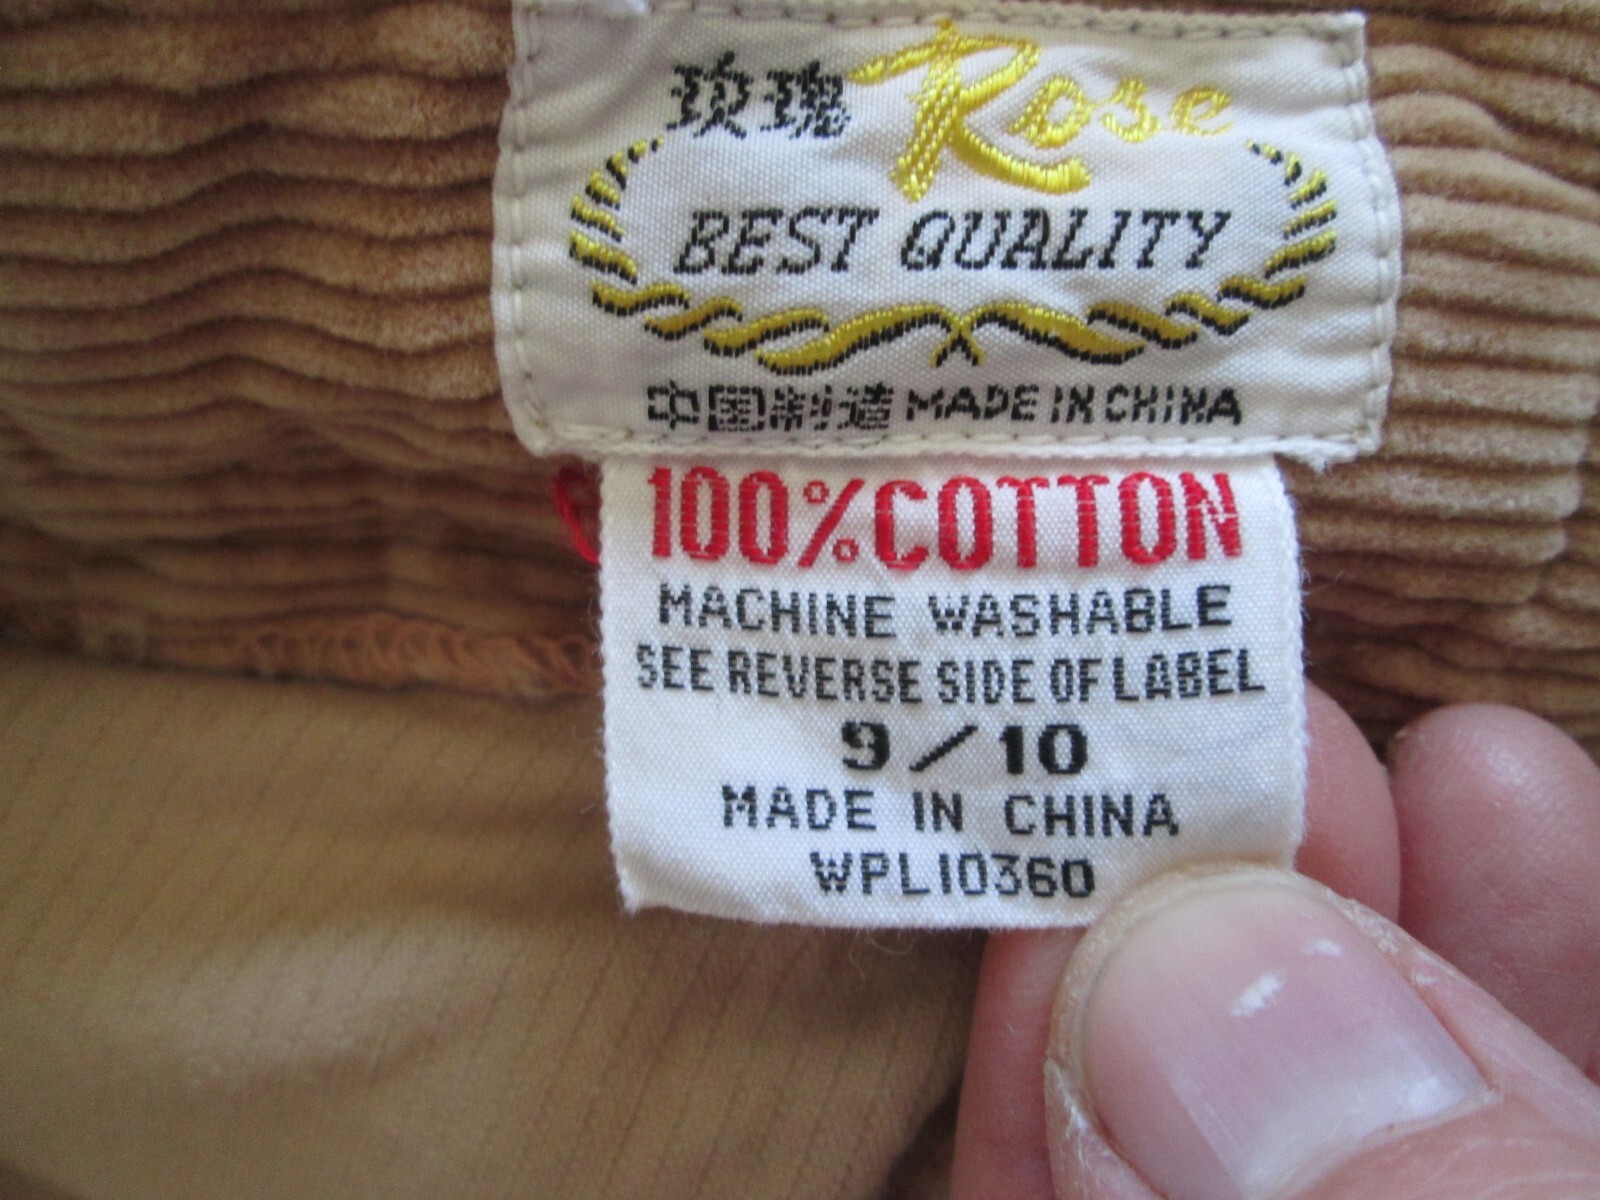 玫瑰 Rose
BEST QUALITY
中国制造 MADE IN CHINA
100% COTTON
MACHINE WASHABLE
SEE REVERSE SIDE OF LABEL
9/10
MADE IN CHINA
WPL10360